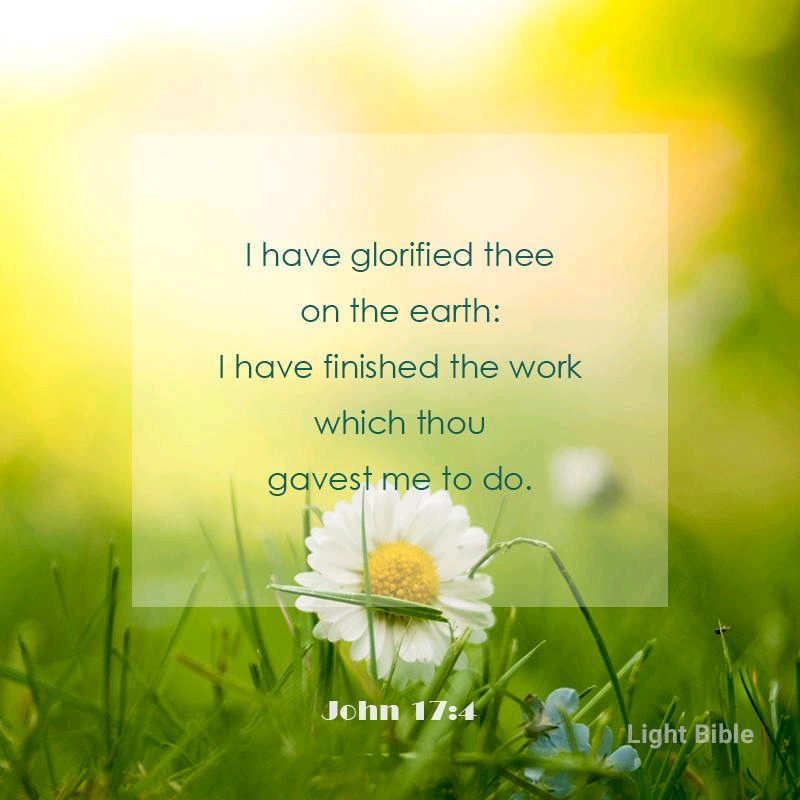 I have glorified thee
on the earth:
I have finished the work
which thou
gavest me to do.
John 17:4
Light Bible